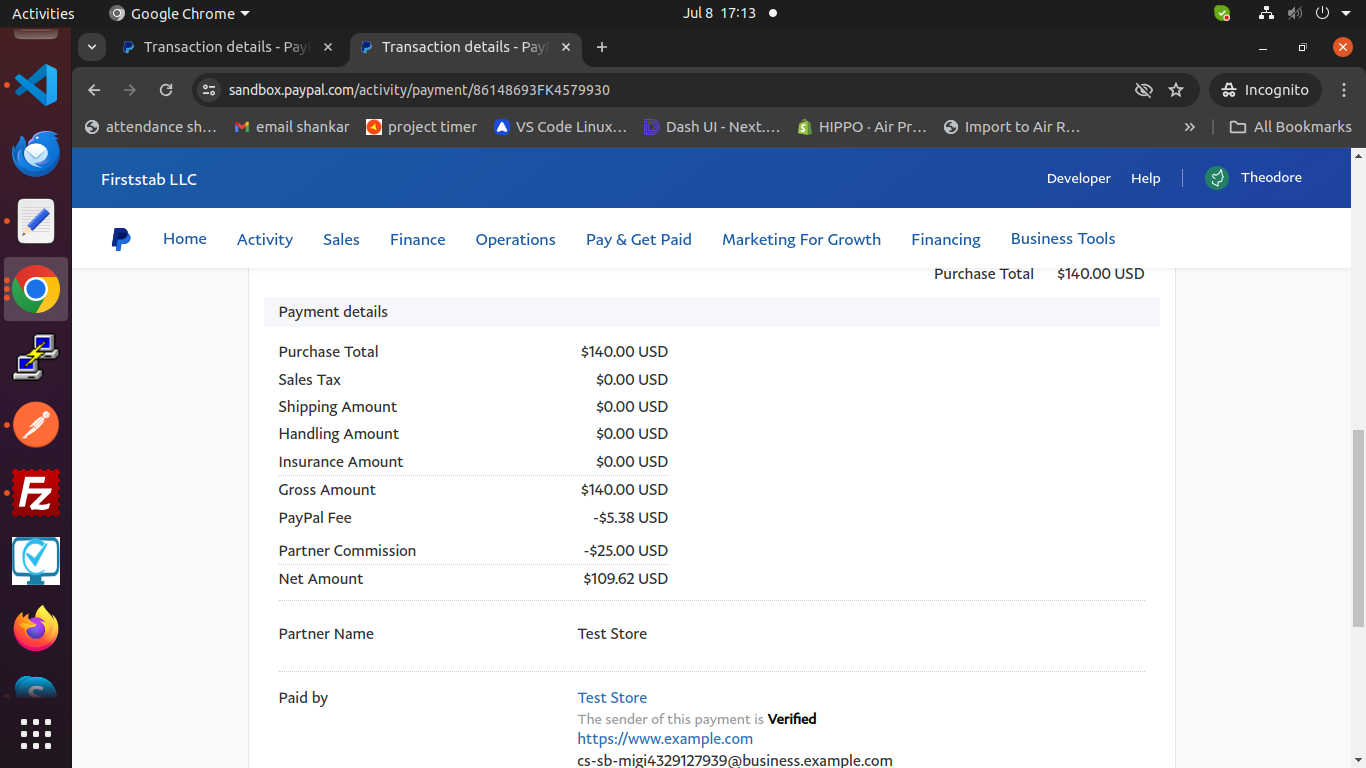 Activities Google Chrome Jul 8 17:13
Transaction details - Pay Transaction details - Pay
sandbox.paypal.com/activity/payment/86148693FK4579930 Incognito
attendance sh... email shankar project timer VS Code Linux... Dash UI - Next.... HIPPO · Air Pr... Import to Air R... » All Bookmarks
Firststab LLC Developer Help Theodore
Home Activity Sales Finance Operations Pay & Get Paid Marketing For Growth Financing Business Tools
Purchase Total $140.00 USD
Payment details
Purchase Total $140.00 USD
Sales Tax $0.00 USD
Shipping Amount $0.00 USD
Handling Amount $0.00 USD
Insurance Amount $0.00 USD
Gross Amount $140.00 USD
PayPal Fee -$5.38 USD
Partner Commission -$25.00 USD
Net Amount $109.62 USD
Partner Name Test Store
Paid by Test Store
The sender of this payment is Verified
https://www.example.com
cs-sb-migi4329127939@business.example.com